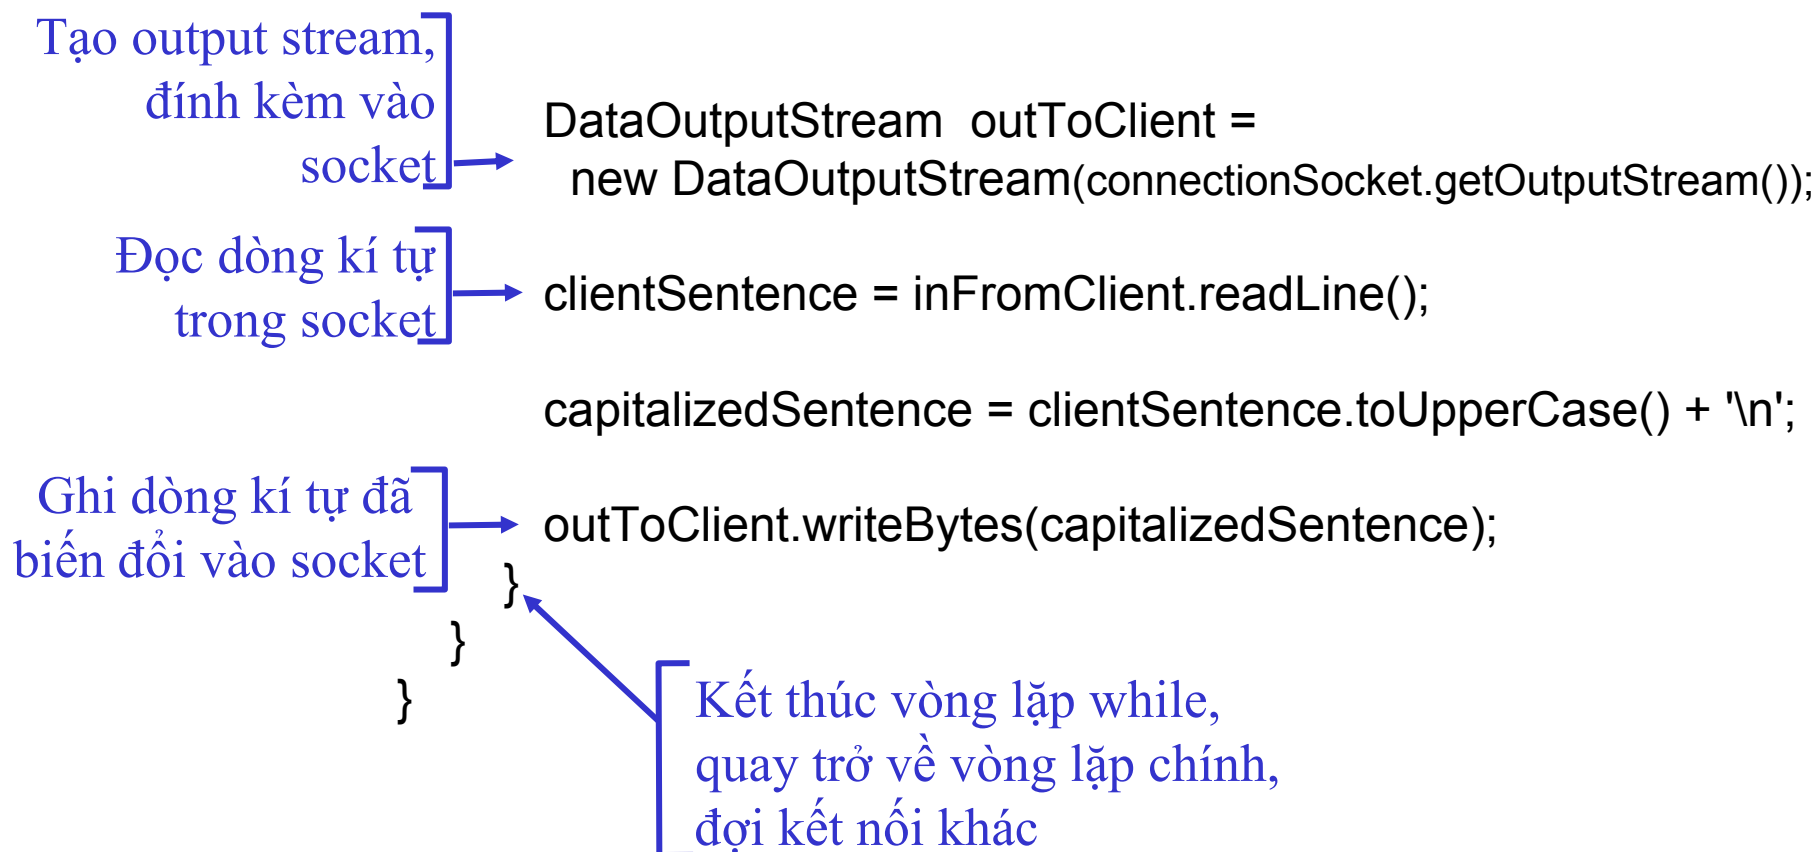 Tạo output stream,
đính kèm vào
socket
DataOutputStream outToClient =
new DataOutputStream(connectionSocket.getOutputStream());
Đọc dòng kí tự
trong socket
clientSentence = inFromClient.readLine();
capitalizedSentence = clientSentence.toUpperCase() + '\n';
Ghi dòng kí tự đã
biến đổi vào socket
outToClient.writeBytes(capitalizedSentence);
}
}
}
Kết thúc vòng lặp while,
quay trở về vòng lặp chính,
đợi kết nối khác